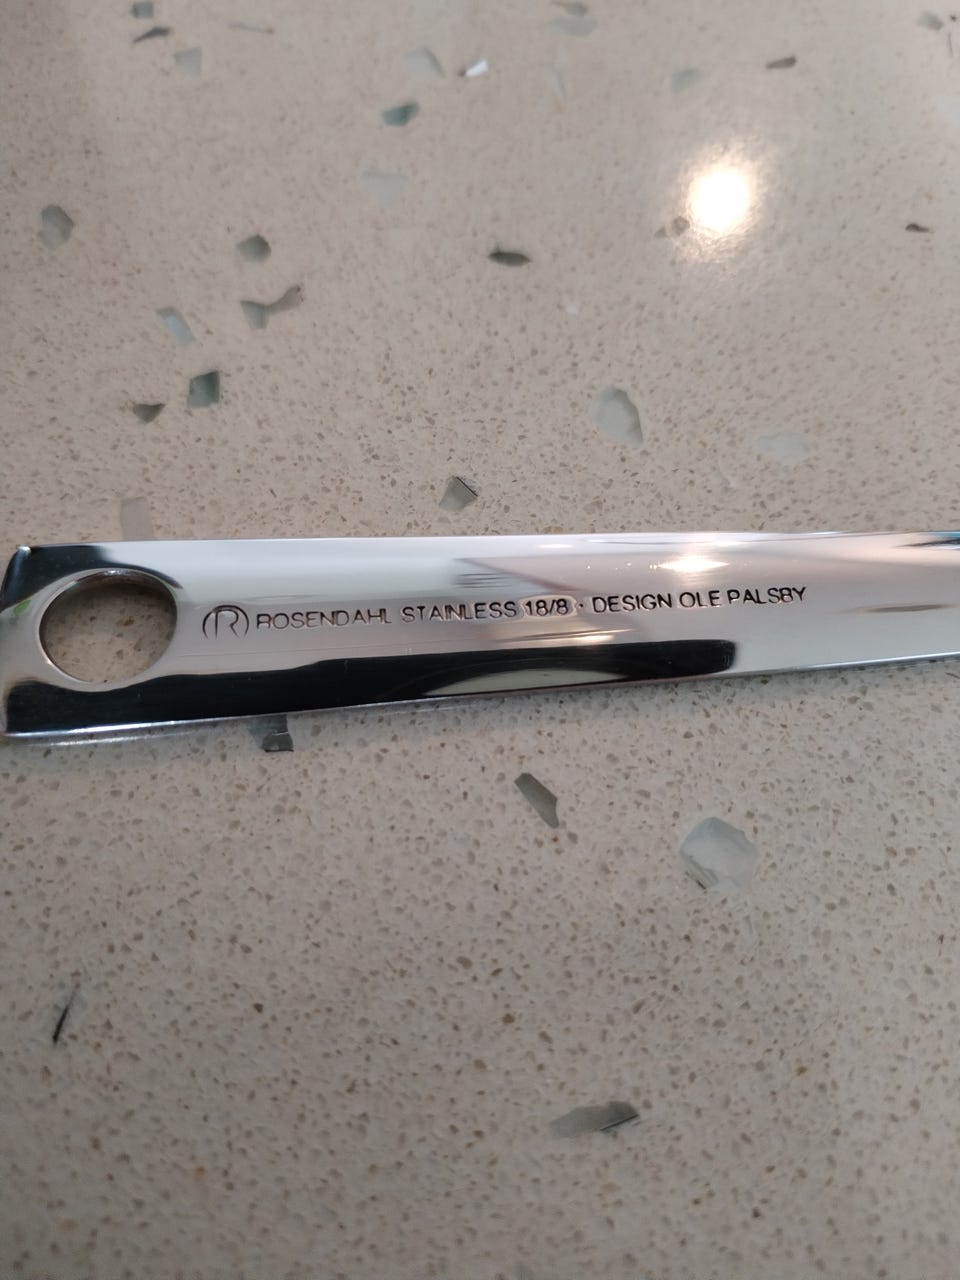 R ROSENDAHL STAINLESS 18/8 · DESIGN OLE PALSBY